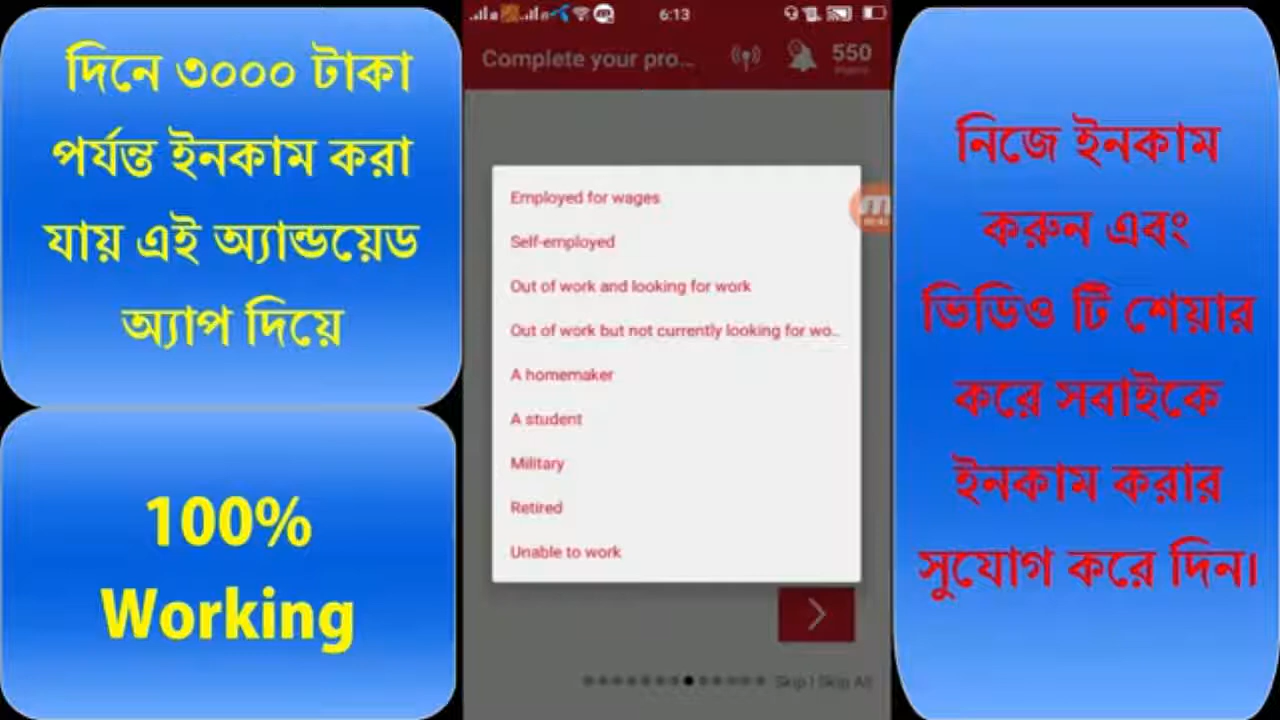 দিনে ৩০০০ টাকা
পর্যন্ত ইনকাম করা
যায় এই অ্যান্ডয়েড
অ্যাপ দিয়ে
100%
Working
6:13
Complete your pro...
550
Employed for wages
Self-employed
Out of work and looking for work
Out of work but not currently looking for wo..
A homemaker
A student
Military
Retired
Unable to work
Skip | Skip All
নিজে ইনকাম
করুন এবং
ভিডিও টি শেয়ার
করে সবাইকে
ইনকাম করার
সুযোগ করে দিন।